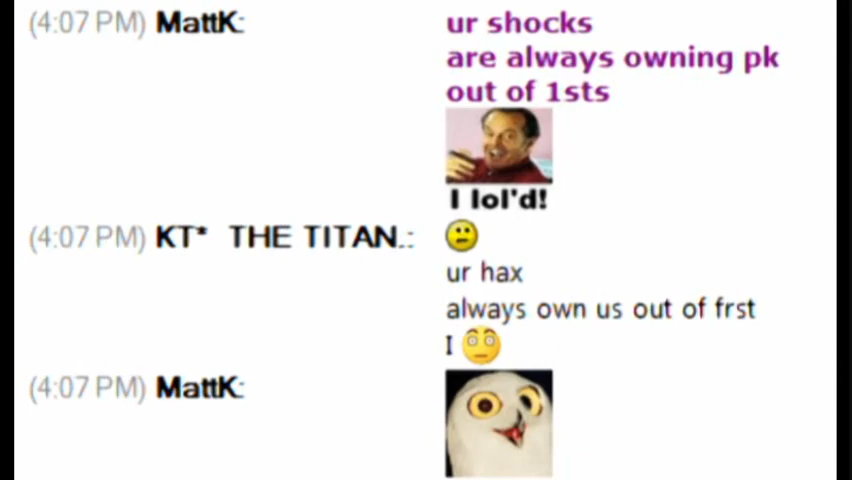 (4:07 PM) MattK: ur shocks
are always owning pk
out of 1sts
I lol'd!
(4:07 PM) KT* THE TITAN.:
ur hax
always own us out of frst
I
(4:07 PM) MattK: